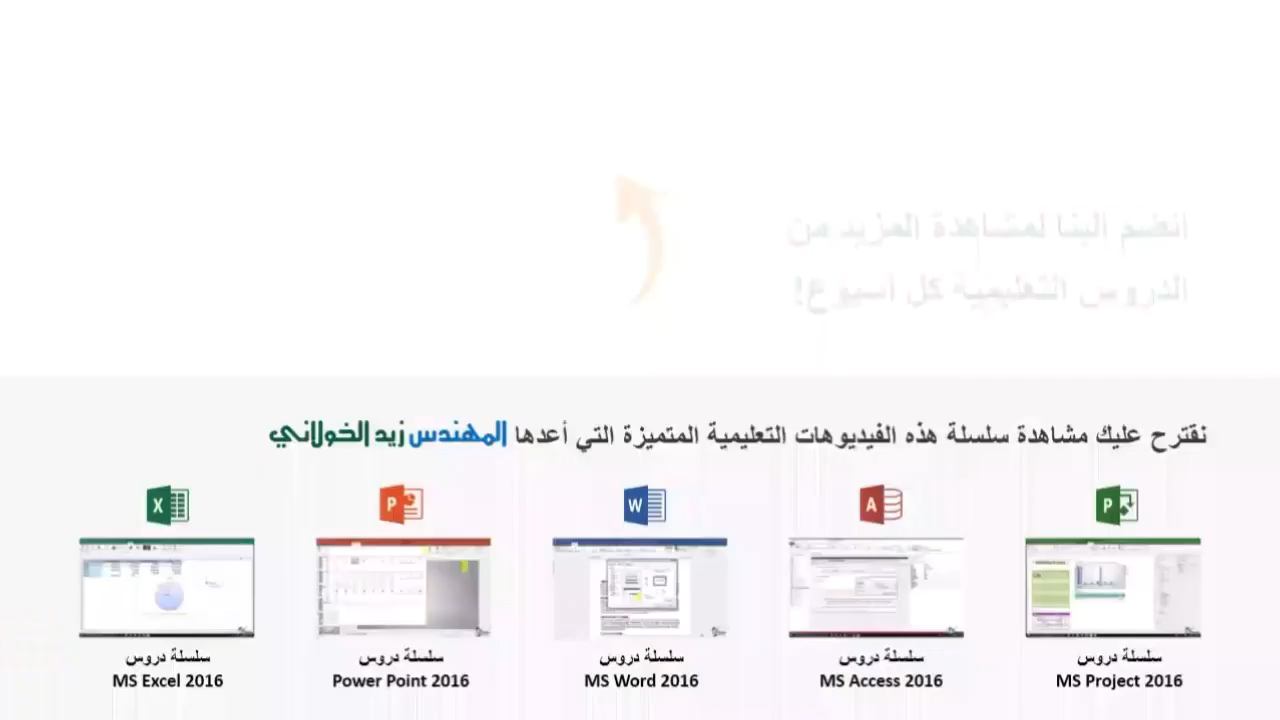 انضم الينا لمشاهدة المزيد من
الدروس التعليمية كل أسبوع!
نقترح عليك مشاهدة سلسلة هذه الفيديوهات التعليمية المتميزة التي أعدها المهندس زيد الخولاني
سلسلة دروس
MS Excel 2016
سلسلة دروس
Power Point 2016
سلسلة دروس
MS Word 2016
سلسلة دروس
MS Access 2016
سلسلة دروس
MS Project 2016